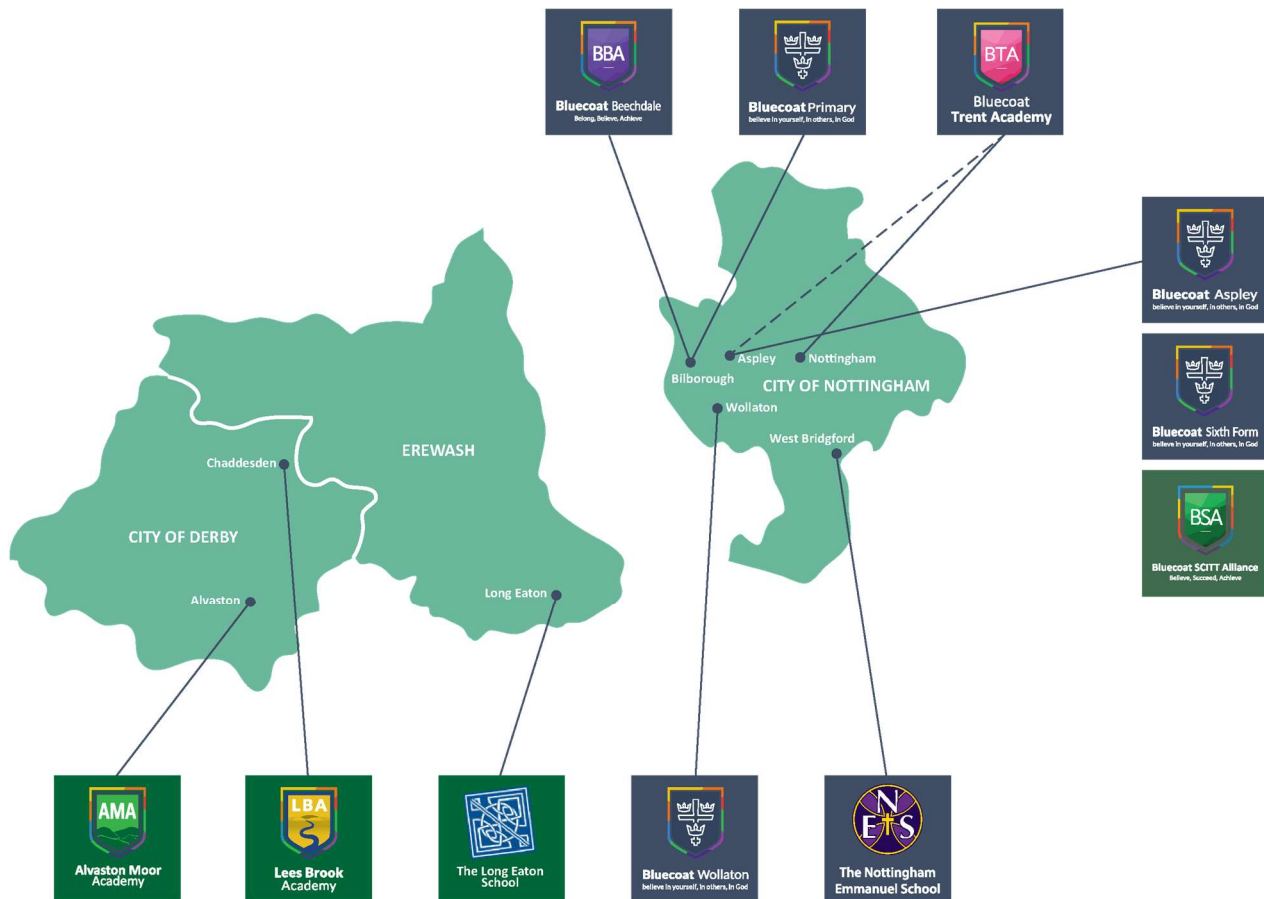 BBA
Bluecoat Beechdale
Belong, Believe, Achieve
Bluecoat Primary
believe in yourself, in others, in God
BTA
Bluecoat
Trent Academy
Bluecoat Aspley
believe in yourself, in others, in God
Bluecoat Sixth Form
believe in yourself, in others, in God
BSA
Bluecoat SCITT Alliance
Believe, Succeed, Achieve
Aspley
Nottingham
Bilborough
CITY OF NOTTINGHAM
Wollaton
West Bridgford
EREWASH
Chaddesden
CITY OF DERBY
Alvaston
Long Eaton
AMA
Alvaston Moor
Academy
LBA
Lees Brook
Academy
The Long Eaton
School
Bluecoat Wollaton
believe in yourself, in others, in God
N
E S
The Nottingham
Emmanuel School